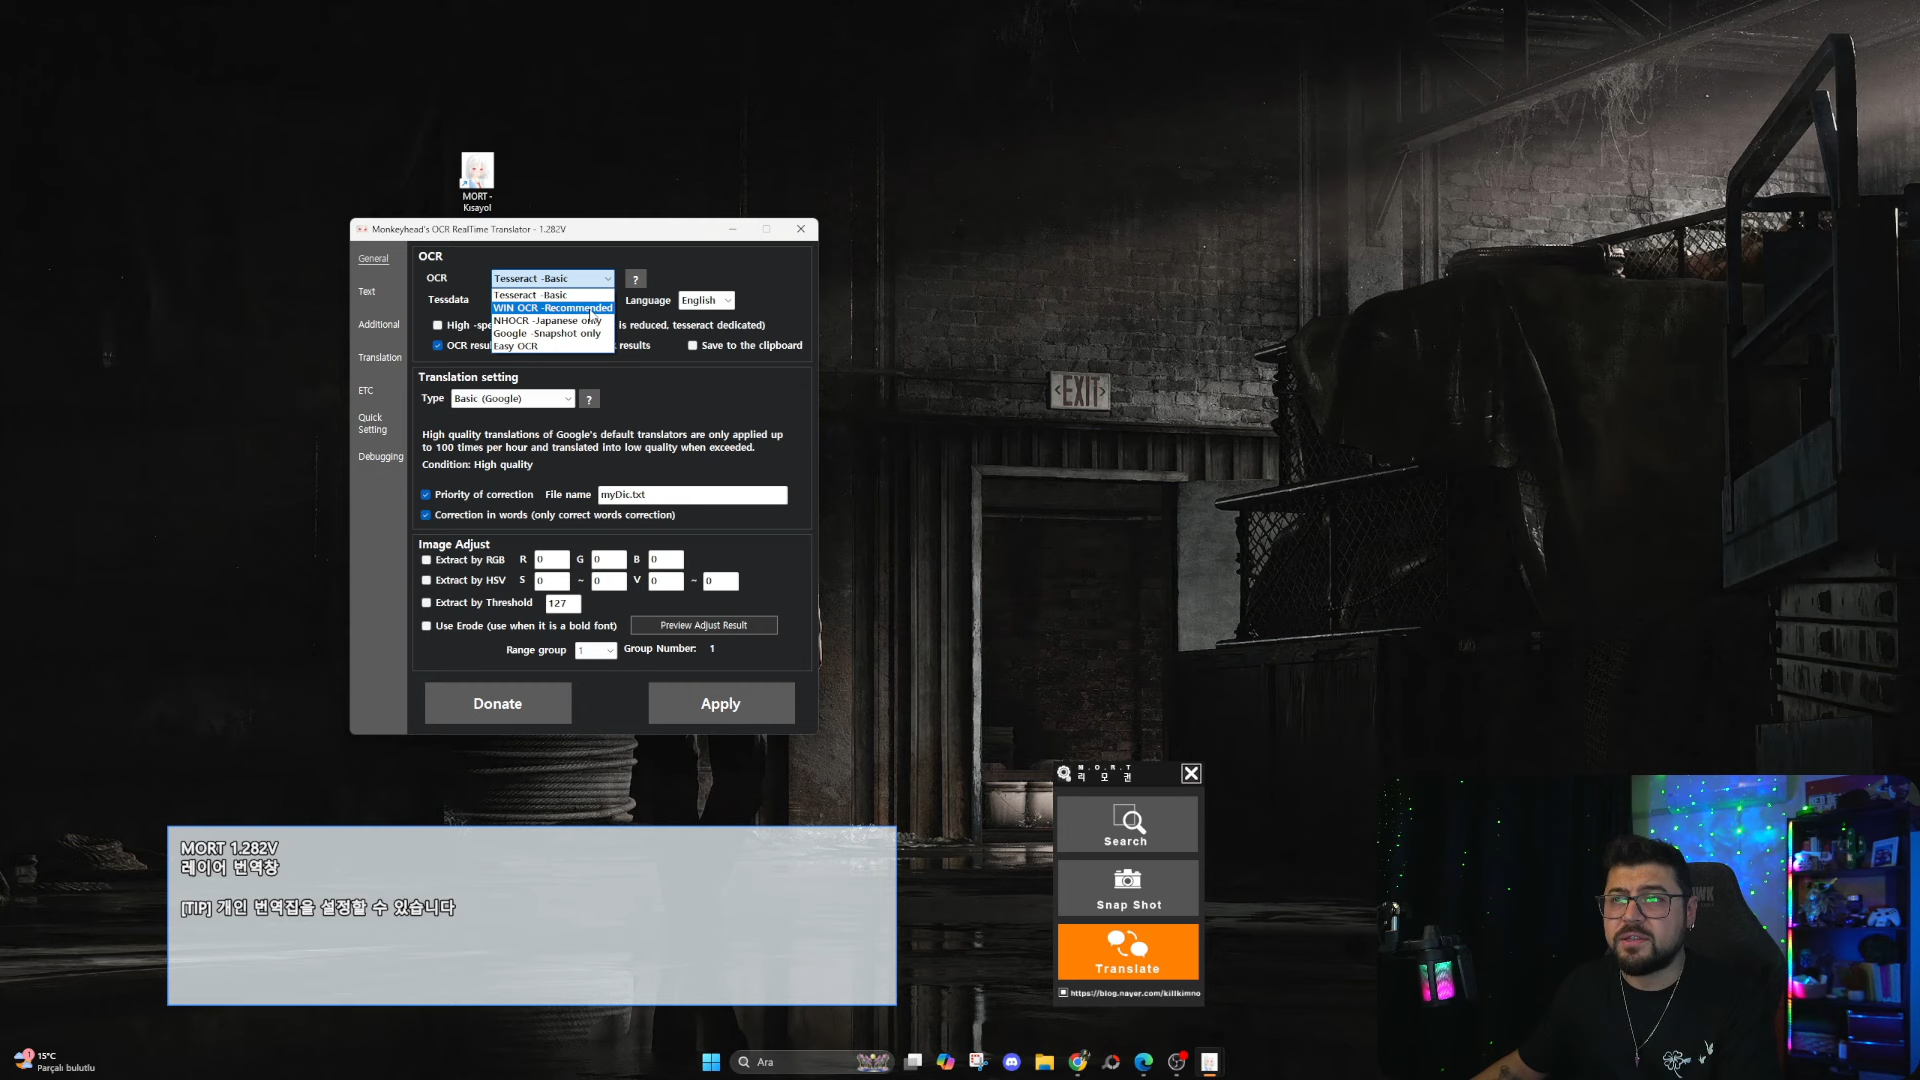 MORT -
Kısayol
Monkeyhead's OCR RealTime Translator - 1.282V
General
Text
Additional
Translation
ETC
Quick
Setting
Debugging
OCR
OCR Tesseract -Basic ?
Tesseract -Basic
WIN OCR -Recommended
NHOCR -Japanese only
Google -Snapshot only
Easy OCR
Tessdata Language English
High -spe is reduced, tesseract dedicated)
OCR resu results Save to the clipboard
Translation setting
Type Basic (Google) ?
High quality translations of Google's default translators are only applied up
to 100 times per hour and translated into low quality when exceeded.
Condition: High quality
Priority of correction File name myDic.txt
Correction in words (only correct words correction)
Image Adjust
Extract by RGB R 0 G 0 B 0
Extract by HSV S 0 ~ 0 V 0 ~ 0
Extract by Threshold 127
Use Erode (use when it is a bold font) Preview Adjust Result
Range group 1 Group Number: 1
Donate Apply
EXIT
M.O.R.T
리 모 컨
Search
Snap Shot
Translate
https://blog.naver.com/killkimno
MORT 1.282V
레이어 번역창
[TIP] 개인 번역집을 설정할 수 있습니다
1
15°C
Parçalı bulutlu
Ara